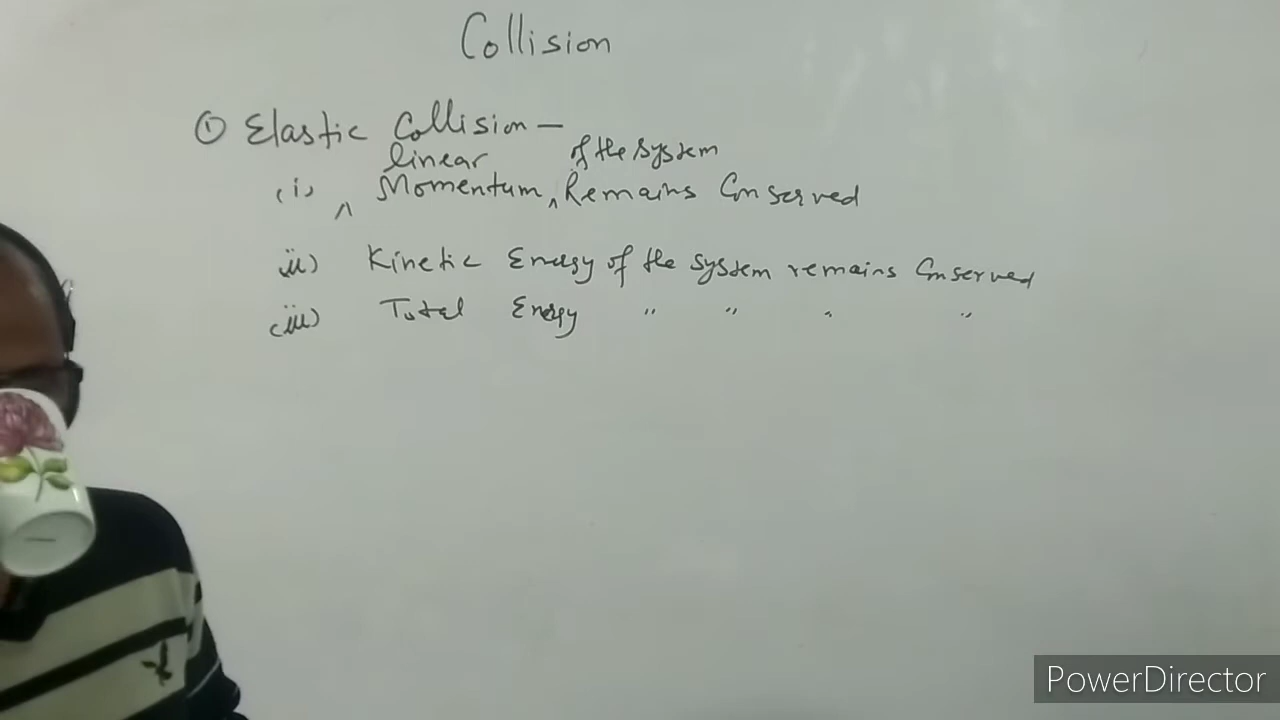 Collision
① Elastic Collision —
linear of the system
(i) ^ Momentum ^ Remains Conserved
ii) Kinetic Energy of the system remains Conserved
(iii) Total Energy " " " "
PowerDirector